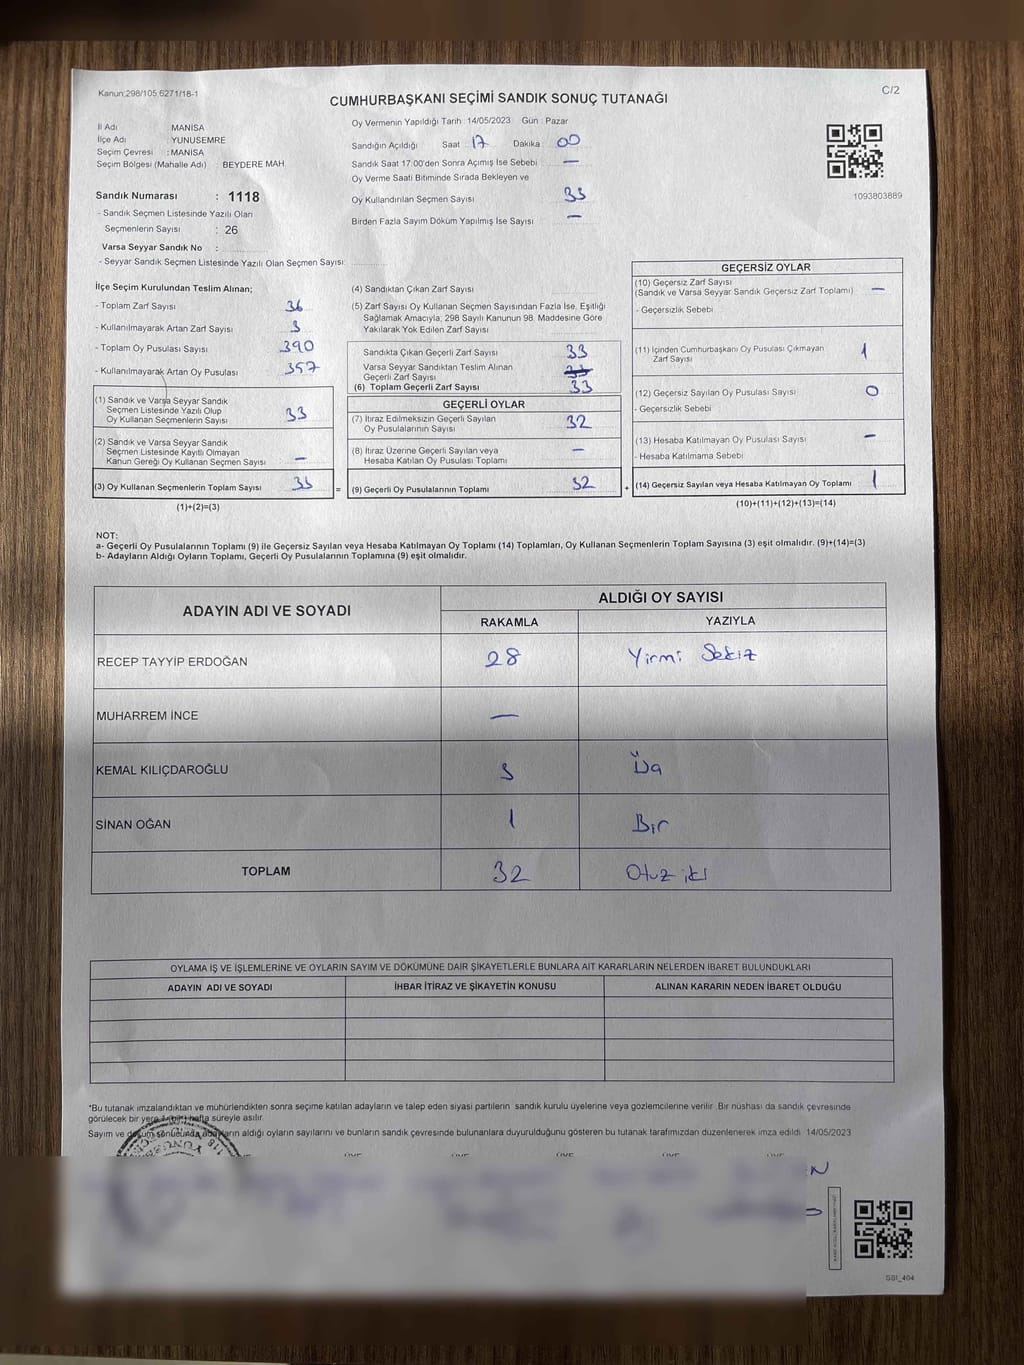 Kanun:298/105.6271/18-1
C/2
CUMHURBAŞKANI SEÇİMİ SANDIK SONUÇ TUTANAĞI
İl Adı MANİSA
İlçe Adı YUNUSEMRE
Seçim Çevresi : MANİSA
Seçim Bölgesi (Mahalle Adı) : BEYDERE MAH.
Sandık Numarası : 1118
- Sandık Seçmen Listesinde Yazılı Olan
Seçmenlerin Sayısı : 26
Varsa Seyyar Sandık No :
- Seyyar Sandık Seçmen Listesinde Yazılı Olan Seçmen Sayısı:
Oy Vermenin Yapıldığı Tarih : 14/05/2023 Gün : Pazar
Sandığın Açıldığı Saat 17 Dakika 00
Sandık Saat 17.00'den Sonra Açımış İse Sebebi —
Oy Verme Saati Bitiminde Sırada Bekleyen ve
Oy Kullandırılan Seçmen Sayısı 33
Birden Fazla Sayım Döküm Yapılmış İse Sayısı —
1093803889
İlçe Seçim Kurulundan Teslim Alınan;
- Toplam Zarf Sayısı 36
- Kullanılmayarak Artan Zarf Sayısı 3
- Toplam Oy Pusulası Sayısı 390
- Kullanılmayarak Artan Oy Pusulası 357
(1) Sandık ve Varsa Seyyar Sandık
Seçmen Listesinde Yazılı Olup
Oy Kullanan Seçmenlerin Sayısı 33
(2) Sandık ve Varsa Seyyar Sandık
Seçmen Listesinde Kayıtlı Olmayan
Kanun Gereği Oy Kullanan Seçmen Sayısı —
(3) Oy Kullanan Seçmenlerin Toplam Sayısı 33 =
(1)+(2)=(3)
(4) Sandıktan Çıkan Zarf Sayısı
(5) Zarf Sayısı Oy Kullanan Seçmen Sayısından Fazla İse, Eşitliği
Sağlamak Amacıyla, 298 Sayılı Kanunun 98. Maddesine Göre
Yakılarak Yok Edilen Zarf Sayısı
Sandıkta Çıkan Geçerli Zarf Sayısı 33
Varsa Seyyar Sandıktan Teslim Alınan
Geçerli Zarf Sayısı 33
(6) Toplam Geçerli Zarf Sayısı 33
GEÇERLİ OYLAR
(7) İtiraz Edilmeksizin Geçerli Sayılan
Oy Pusulalarının Sayısı 32
(8) İtiraz Üzerine Geçerli Sayılan veya
Hesaba Katılan Oy Pusulası Toplamı —
(9) Geçerli Oy Pusulalarının Toplamı 32 +
GEÇERSİZ OYLAR
(10) Geçersiz Zarf Sayısı
(Sandık ve Varsa Seyyar Sandık Geçersiz Zarf Toplamı) —
- Geçersizlik Sebebi
(11) İçinden Cumhurbaşkanı Oy Pusulası Çıkmayan
Zarf Sayısı 1
(12) Geçersiz Sayılan Oy Pusulası Sayısı 0
- Geçersizlik Sebebi
(13) Hesaba Katılmayan Oy Pusulası Sayısı —
- Hesaba Katılmama Sebebi
(14) Geçersiz Sayılan veya Hesaba Katılmayan Oy Toplamı 1
(10)+(11)+(12)+(13)=(14)
NOT:
a- Geçerli Oy Pusulalarının Toplamı (9) ile Geçersiz Sayılan veya Hesaba Katılmayan Oy Toplamı (14) Toplamları, Oy Kullanan Seçmenlerin Toplam Sayısına (3) eşit olmalıdır. (9)+(14)=(3)
b- Adayların Aldığı Oyların Toplamı, Geçerli Oy Pusulalarının Toplamına (9) eşit olmalıdır.
ADAYIN ADI VE SOYADI
ALDIĞI OY SAYISI
RAKAMLA YAZIYLA
RECEP TAYYİP ERDOĞAN 28 Yirmi Sekiz
MUHARREM İNCE —
KEMAL KILIÇDAROĞLU 3
SİNAN OĞAN 1 Bir
TOPLAM 32 Otuz iki
OYLAMA İŞ VE İŞLEMLERİNE VE OYLARIN SAYIM VE DÖKÜMÜNE DAİR ŞİKAYETLERLE BUNLARA AİT KARARLARIN NELERDEN İBARET BULUNDUKLARI
ADAYIN ADI VE SOYADI İHBAR İTİRAZ VE ŞİKAYETİN KONUSU ALINAN KARARIN NEDEN İBARET OLDUĞU
*Bu tutanak imzalandıktan ve mühürlendikten sonra seçime katılan adayların ve talep eden siyasi partilerin sandık kurulu üyelerine veya gözlemcilerine verilir. Bir nüshası da sandık çevresinde
görülecek bir yere hafta süreyle asılır.
Sayım ve döküm sonucunda adayların aldığı oyların sayılarını ve bunların sandık çevresinde bulunanlara duyurulduğunu gösteren bu tutanak tarafımızdan düzenlenerek imza edildi. 14/05/2023
ÜYE ÜYE ÜYE ÜYE ÜYE
SSI_404